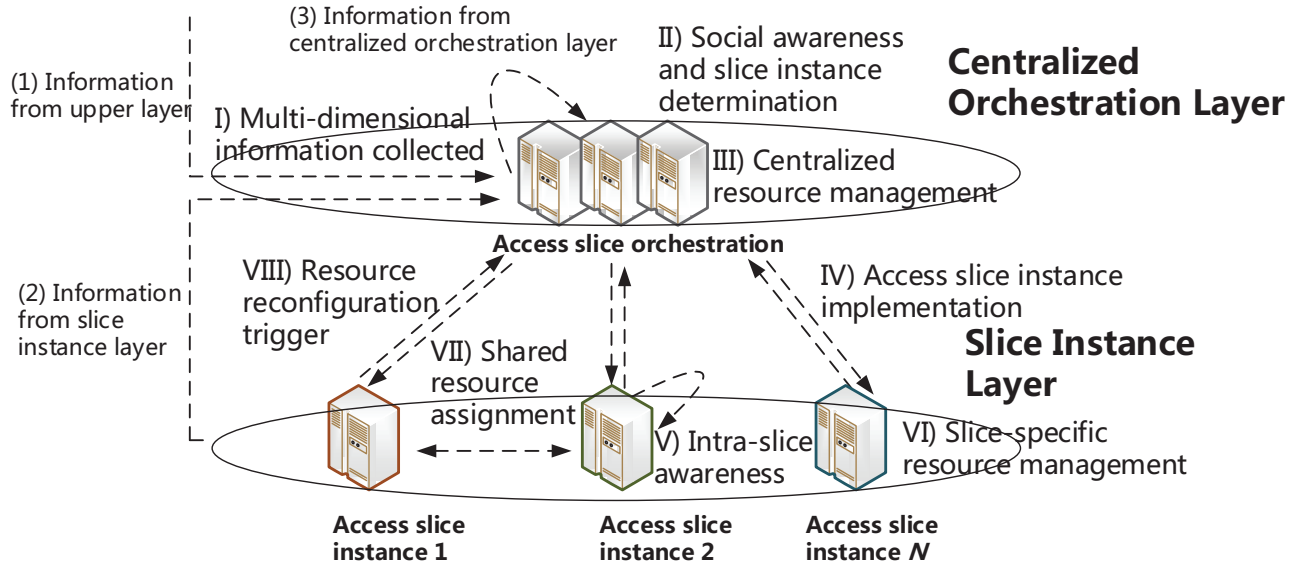 (3) Information from
centralized orchestration layer
II) Social awareness
and slice instance
determination
Centralized
Orchestration Layer
(1) Information
from upper layer
I) Multi-dimensional
information collected
III) Centralized
resource management
Access slice orchestration
VIII) Resource
reconfiguration
trigger
IV) Access slice instance
implementation
(2) Information
from slice
instance layer
VII) Shared
resource
assignment
Slice Instance
Layer
V) Intra-slice
awareness
VI) Slice-specific
resource management
Access slice
instance 1
Access slice
instance 2
Access slice
instance N